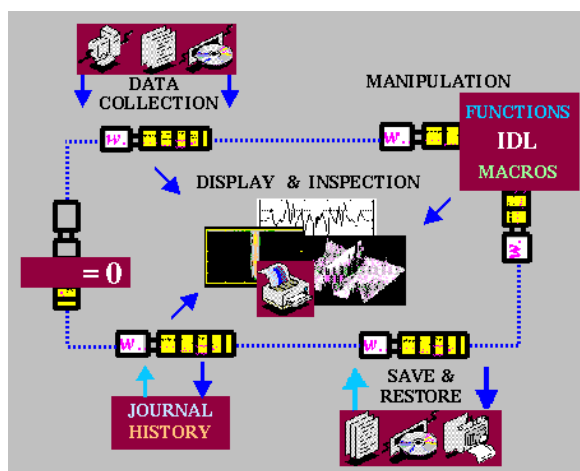 DATA
COLLECTION
MANIPULATION
FUNCTIONS
IDL
MACROS
w.
w.
DISPLAY & INSPECTION
w.
= 0
w.
w.
SAVE &
RESTORE
JOURNAL
HISTORY